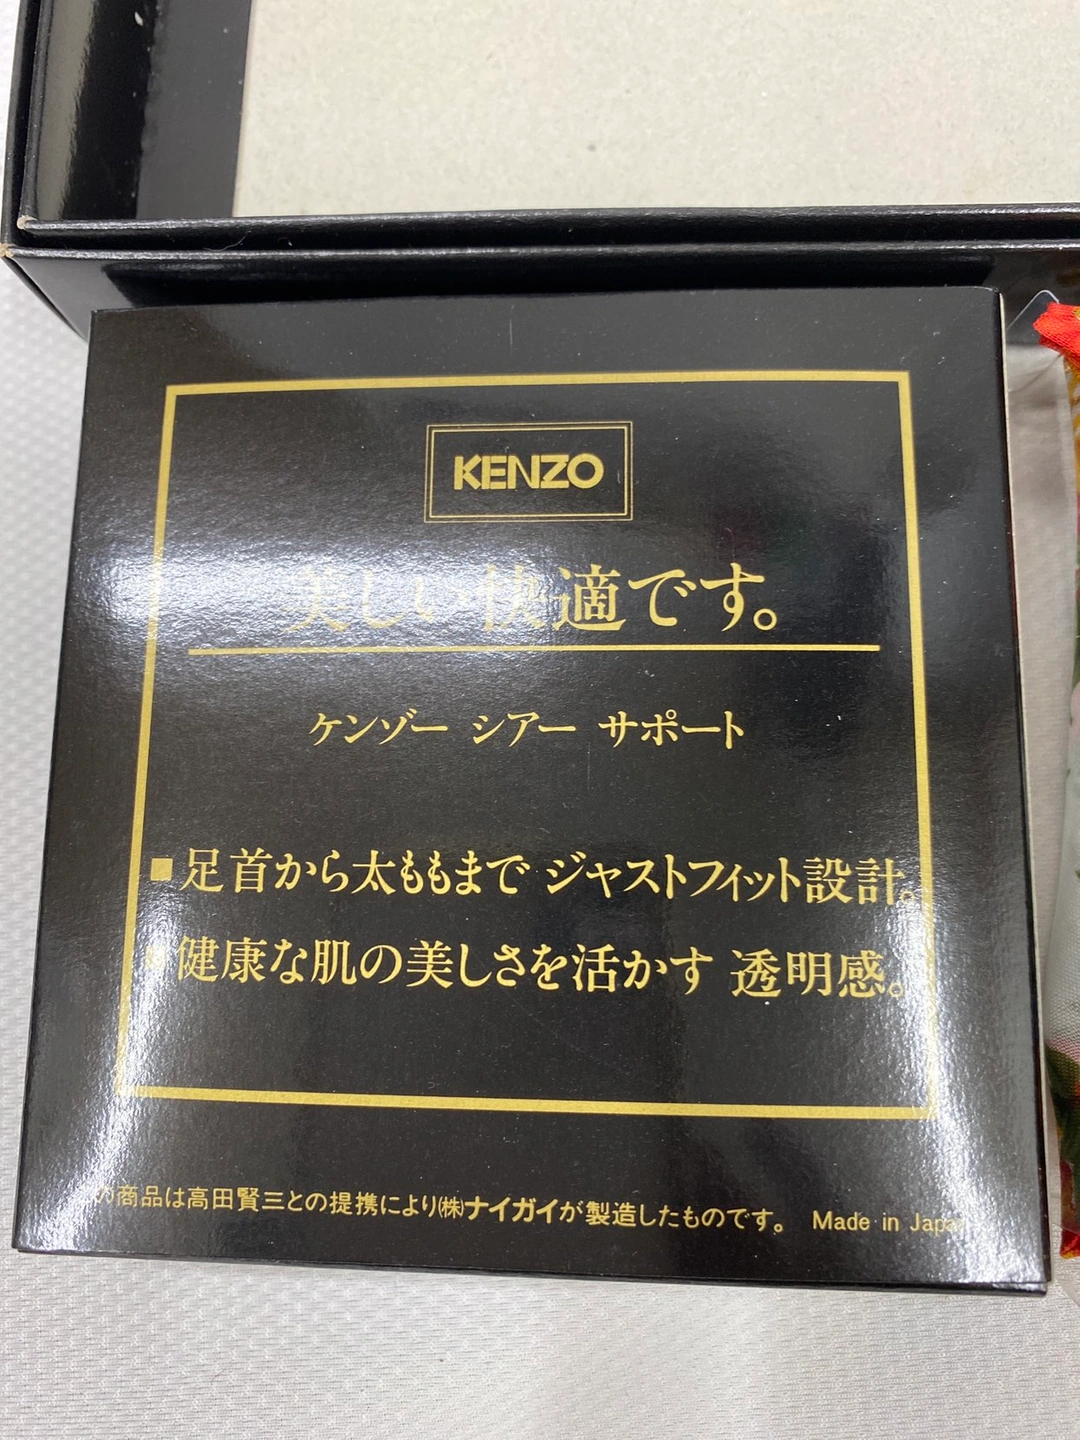 KENZO
美しい快適です。
ケンゾー シアー サポート
■足首から太ももまで ジャストフィット設計。
■健康な肌の美しさを活かす 透明感。
の商品は高田賢三との提携により㈱ナイガイが製造したものです。 Made in Japan